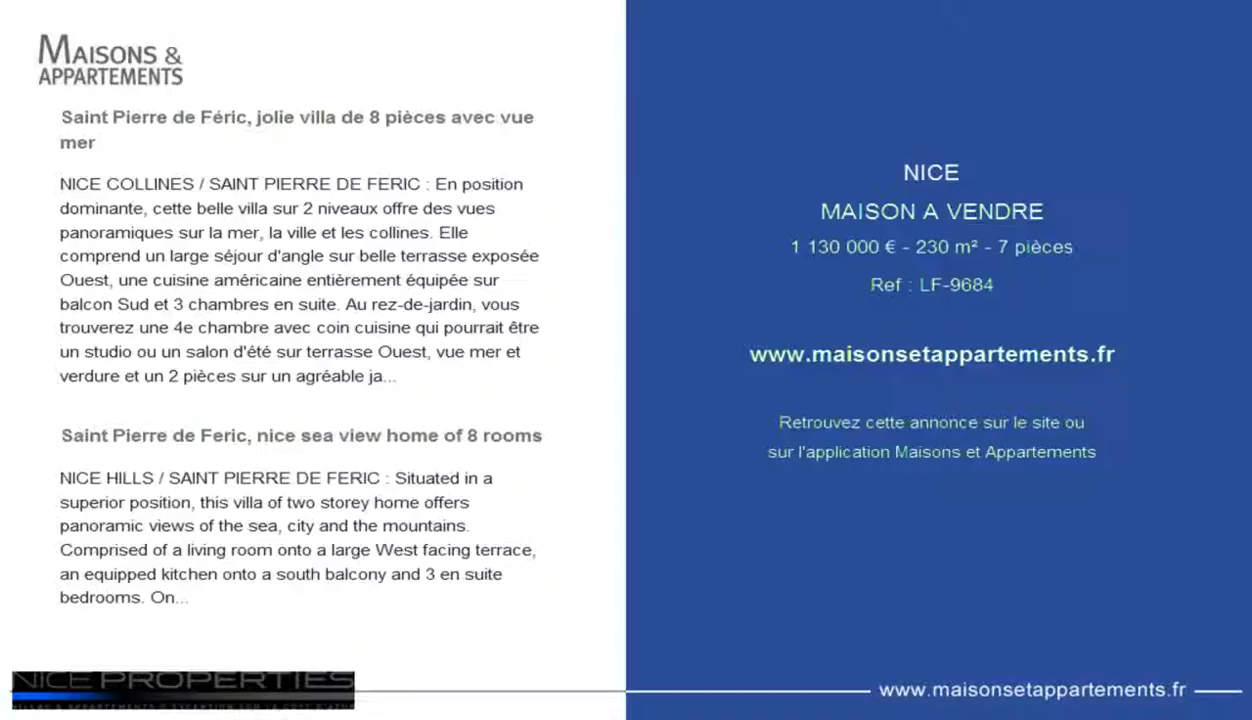 MAISONS &
APPARTEMENTS
Saint Pierre de Féric, jolie villa de 8 pièces avec vue
mer
NICE COLLINES / SAINT PIERRE DE FERIC : En position
dominante, cette belle villa sur 2 niveaux offre des vues
panoramiques sur la mer, la ville et les collines. Elle
comprend un large séjour d'angle sur belle terrasse exposée
Ouest, une cuisine américaine entièrement équipée sur
balcon Sud et 3 chambres en suite. Au rez-de-jardin, vous
trouverez une 4e chambre avec coin cuisine qui pourrait être
un studio ou un salon d'été sur terrasse Ouest, vue mer et
verdure et un 2 pièces sur un agréable ja...
Saint Pierre de Feric, nice sea view home of 8 rooms
NICE HILLS / SAINT PIERRE DE FERIC : Situated in a
superior position, this villa of two storey home offers
panoramic views of the sea, city and the mountains.
Comprised of a living room onto a large West facing terrace,
an equipped kitchen onto a south balcony and 3 en suite
bedrooms. On...
NICE PROPERTIES
VILLAS & APPARTEMENTS D'EXCEPTION SUR LA COTE D'AZUR
NICE
MAISON A VENDRE
1 130 000 € - 230 m² - 7 pièces
Ref : LF-9684
www.maisonsetappartements.fr
Retrouvez cette annonce sur le site ou
sur l'application Maisons et Appartements
www.maisonsetappartements.fr